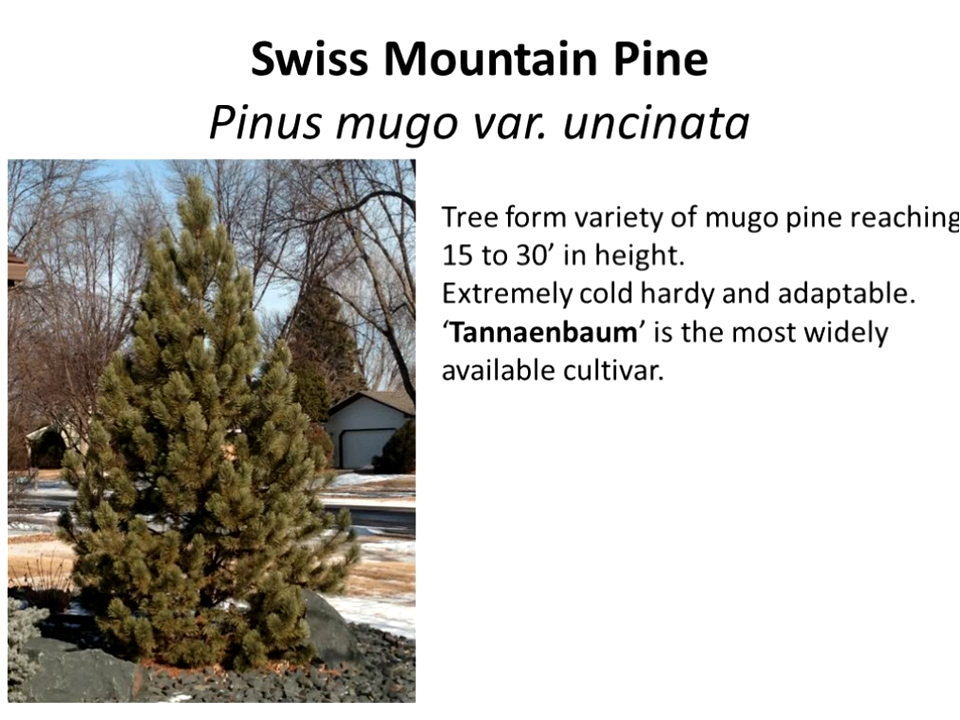 Swiss Mountain Pine
Pinus mugo var. uncinata
Tree form variety of mugo pine reaching
15 to 30’ in height.
Extremely cold hardy and adaptable.
‘Tannaenbaum’ is the most widely
available cultivar.